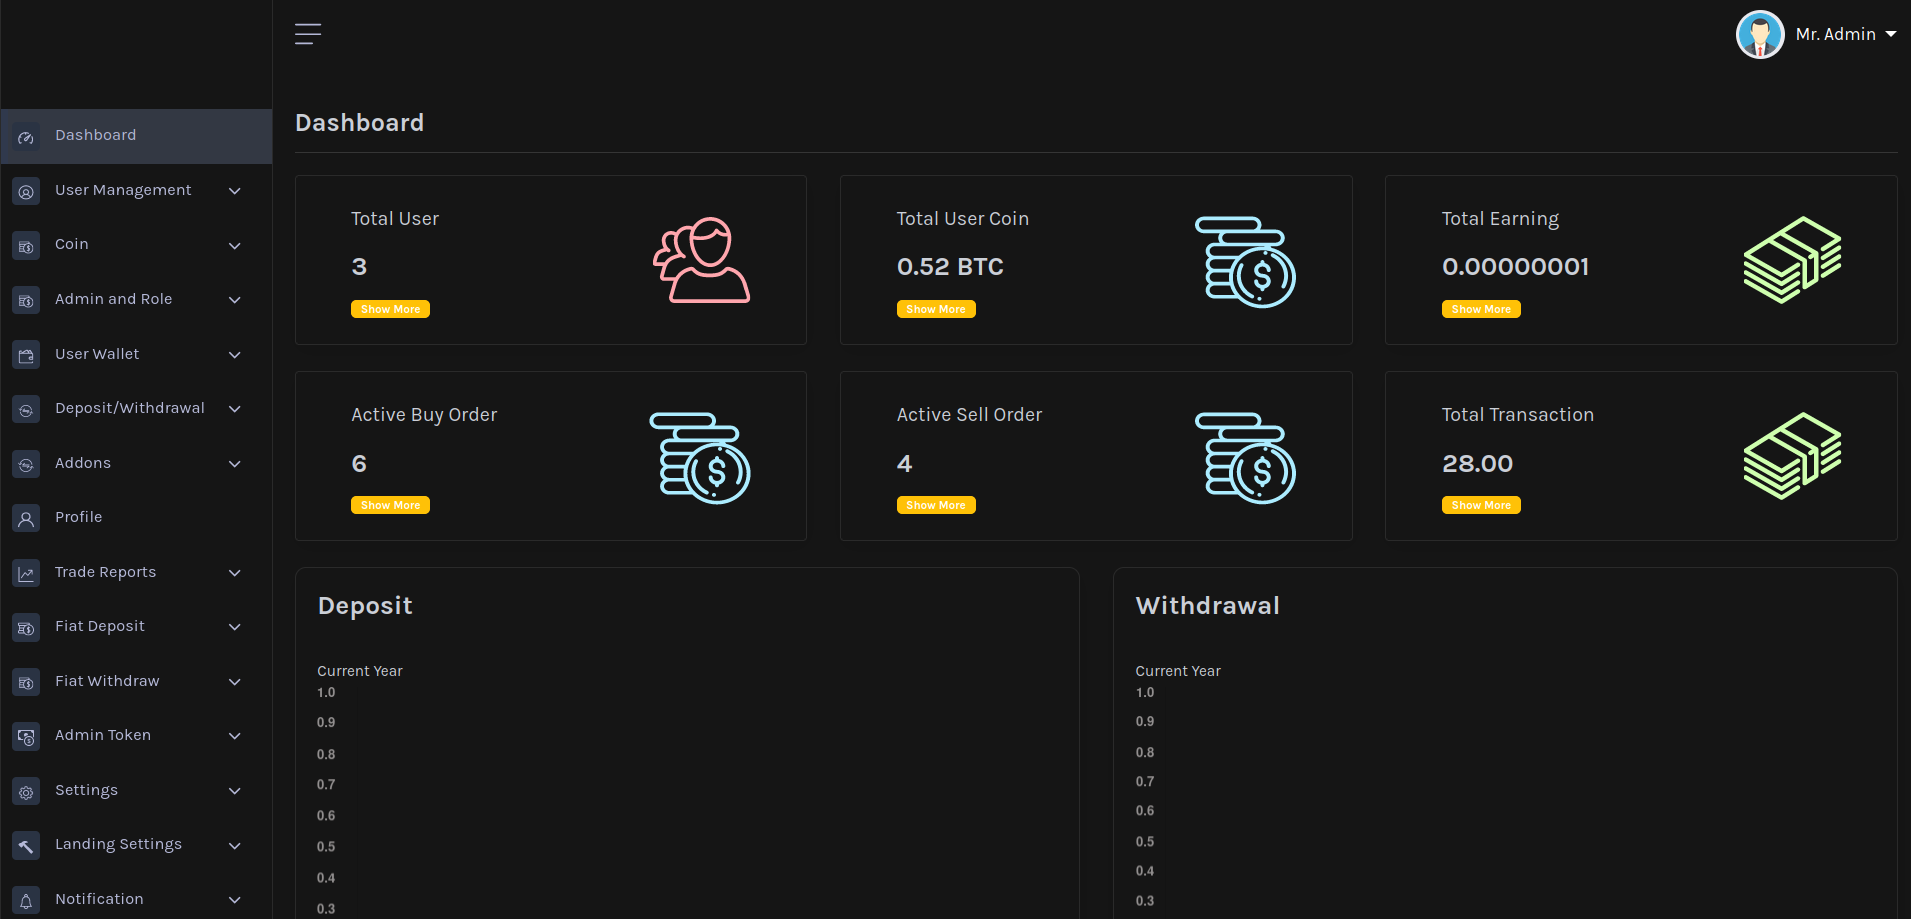 Mr. Admin
Dashboard
User Management
Coin
Admin and Role
User Wallet
Deposit/Withdrawal
Addons
Profile
Trade Reports
Fiat Deposit
Fiat Withdraw
Admin Token
Settings
Landing Settings
Notification
Dashboard
Total User
3
Show More
Total User Coin
0.52 BTC
Show More
Total Earning
0.00000001
Show More
Active Buy Order
6
Show More
Active Sell Order
4
Show More
Total Transaction
28.00
Show More
Deposit
Current Year
1.0
0.9
0.8
0.7
0.6
0.5
0.4
0.3
Withdrawal
Current Year
1.0
0.9
0.8
0.7
0.6
0.5
0.4
0.3